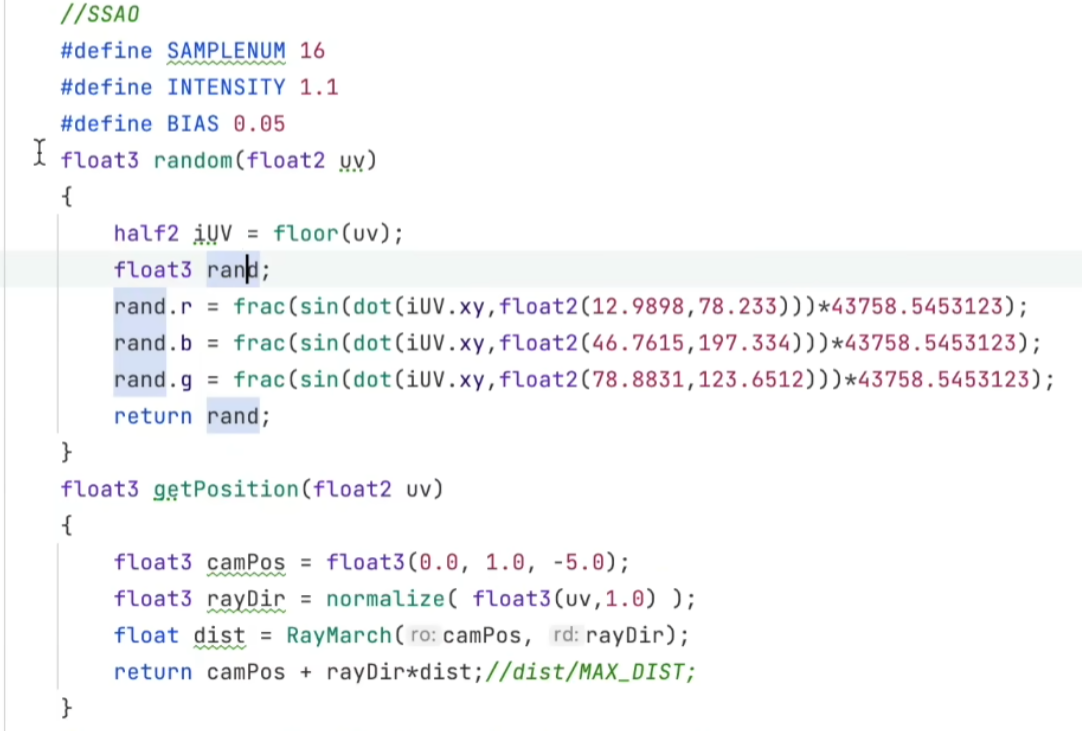 //SSAO
#define SAMPLENUM 16
#define INTENSITY 1.1
#define BIAS 0.05
float3 random(float2 uv)
{
half2 iUV = floor(uv);
float3 rand;
rand.r = frac(sin(dot(iUV.xy,float2(12.9898,78.233)))*43758.5453123);
rand.b = frac(sin(dot(iUV.xy,float2(46.7615,197.334)))*43758.5453123);
rand.g = frac(sin(dot(iUV.xy,float2(78.8831,123.6512)))*43758.5453123);
return rand;
}
float3 getPosition(float2 uv)
{
float3 camPos = float3(0.0, 1.0, -5.0);
float3 rayDir = normalize( float3(uv,1.0) );
float dist = RayMarch( ro: camPos, rd: rayDir);
return camPos + rayDir*dist;//dist/MAX_DIST;
}